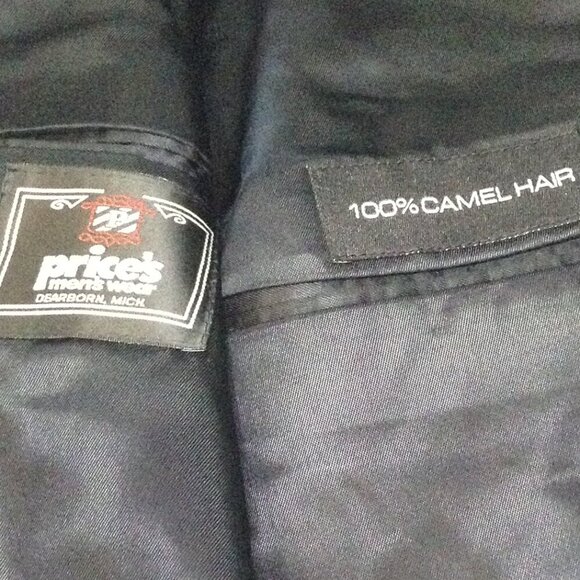 P
price's
men's wear
DEARBORN, MICH.
100% CAMEL HAIR